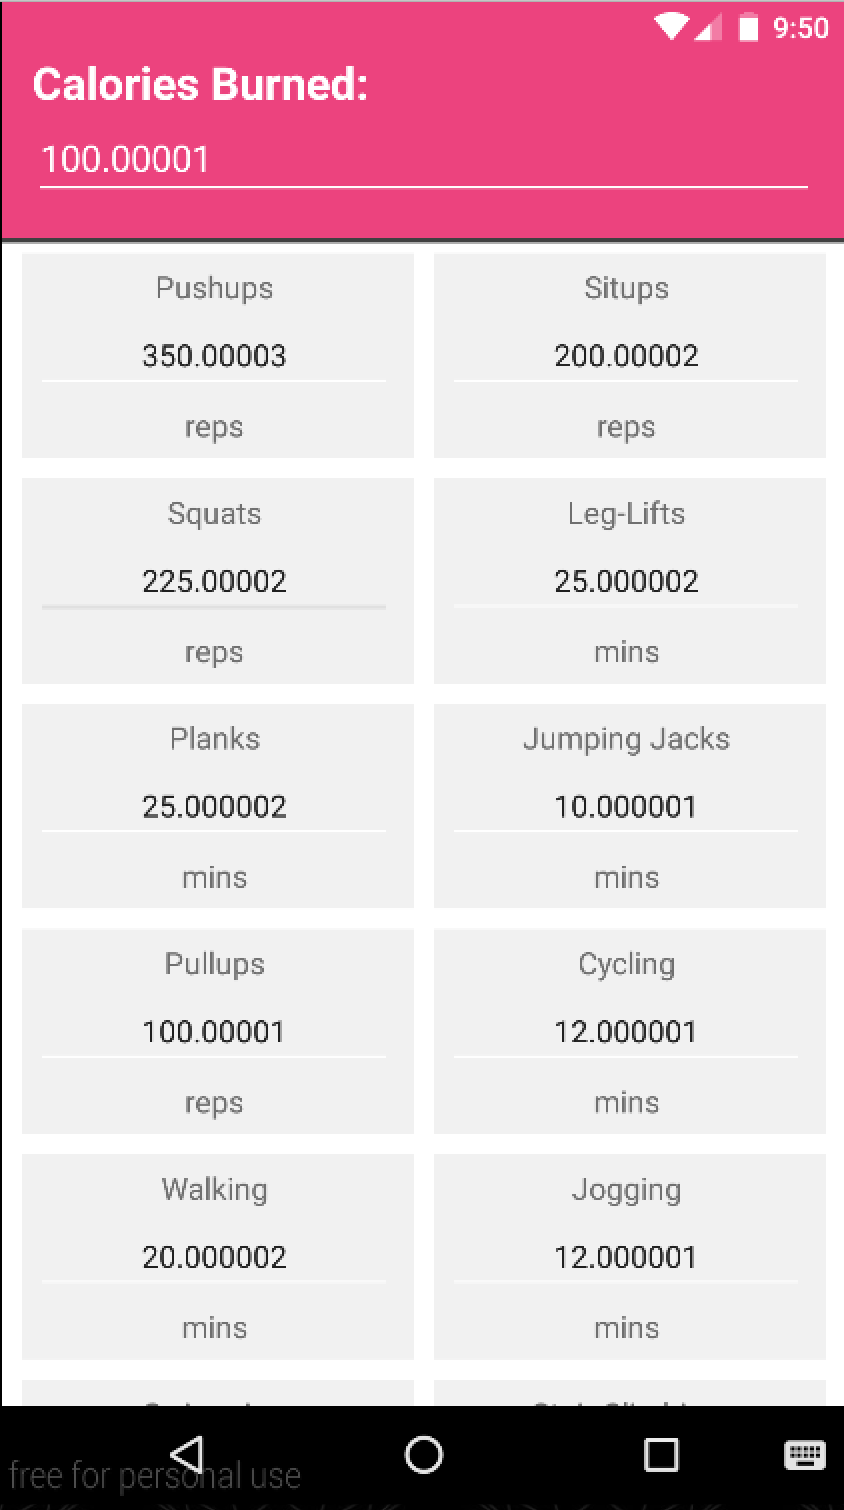 9:50
Calories Burned:
100.00001
Pushups
350.00003
reps
Situps
200.00002
reps
Squats
225.00002
reps
Leg-Lifts
25.000002
mins
Planks
25.000002
mins
Jumping Jacks
10.000001
mins
Pullups
100.00001
reps
Cycling
12.000001
mins
Walking
20.000002
mins
Jogging
12.000001
mins
free for personal use